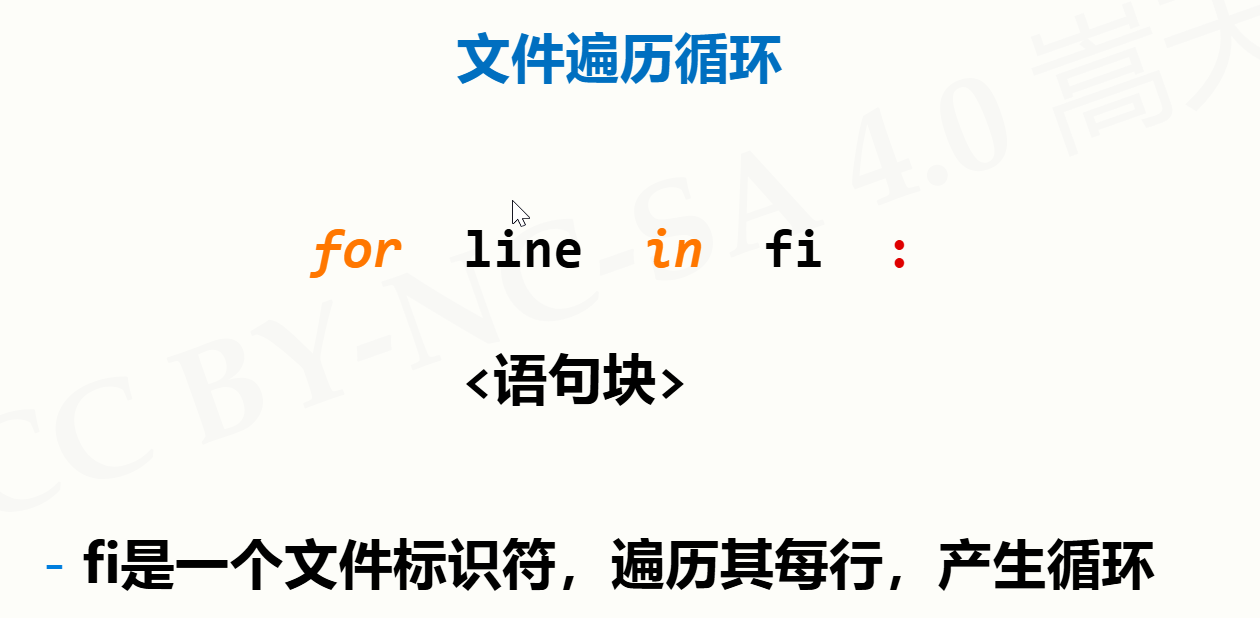 文件遍历循环
for line in fi :
<语句块>
- fi是一个文件标识符，遍历其每行，产生循环
CC BY-NC-SA 4.0 嵩天